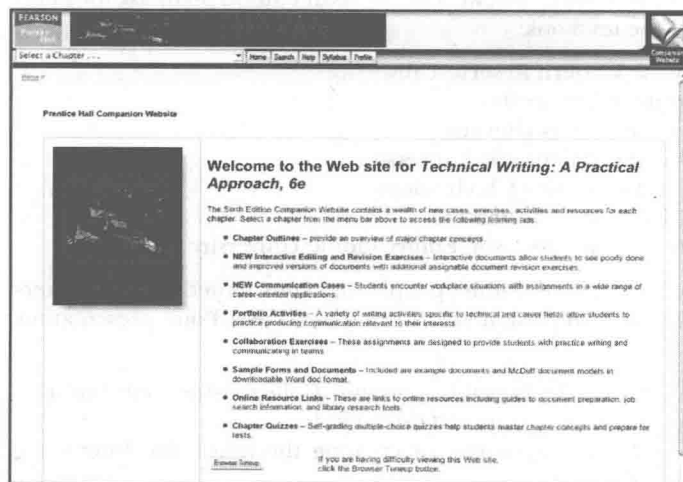 PEARSON
Prentice Hall
Select a Chapter . . .
Home Search Help Syllabus Profile
Companion Website
Home >
Prentice Hall Companion Website
Welcome to the Web site for Technical Writing: A Practical
Approach, 6e
The Sixth Edition Companion Website contains a wealth of new cases, exercises, activities and resources for each
chapter. Select a chapter from the menu bar above to access the following learning aids:
• Chapter Outlines – provide an overview of major chapter concepts.
• NEW Interactive Editing and Revision Exercises – Interactive documents allow students to see poorly done
and improved versions of documents with additional assignable document revision exercises.
• NEW Communication Cases – Students encounter workplace situations with assignments in a wide range of
career-oriented applications.
• Portfolio Activities – A variety of writing activities specific to technical and career fields allow students to
practice producing communication relevant to their interests.
• Collaboration Exercises – These assignments are designed to provide students with practice writing and
communicating in teams.
• Sample Forms and Documents – Included are example documents and McDuff document models in
downloadable Word doc format.
• Online Resource Links – These are links to online resources including guides to document preparation, job
search information, and library research tools.
• Chapter Quizzes – Self-grading multiple-choice quizzes help students master chapter concepts and prepare for
tests.
Browser Tuneup
If you are having difficulty viewing this Web site,
click the Browser Tuneup button.